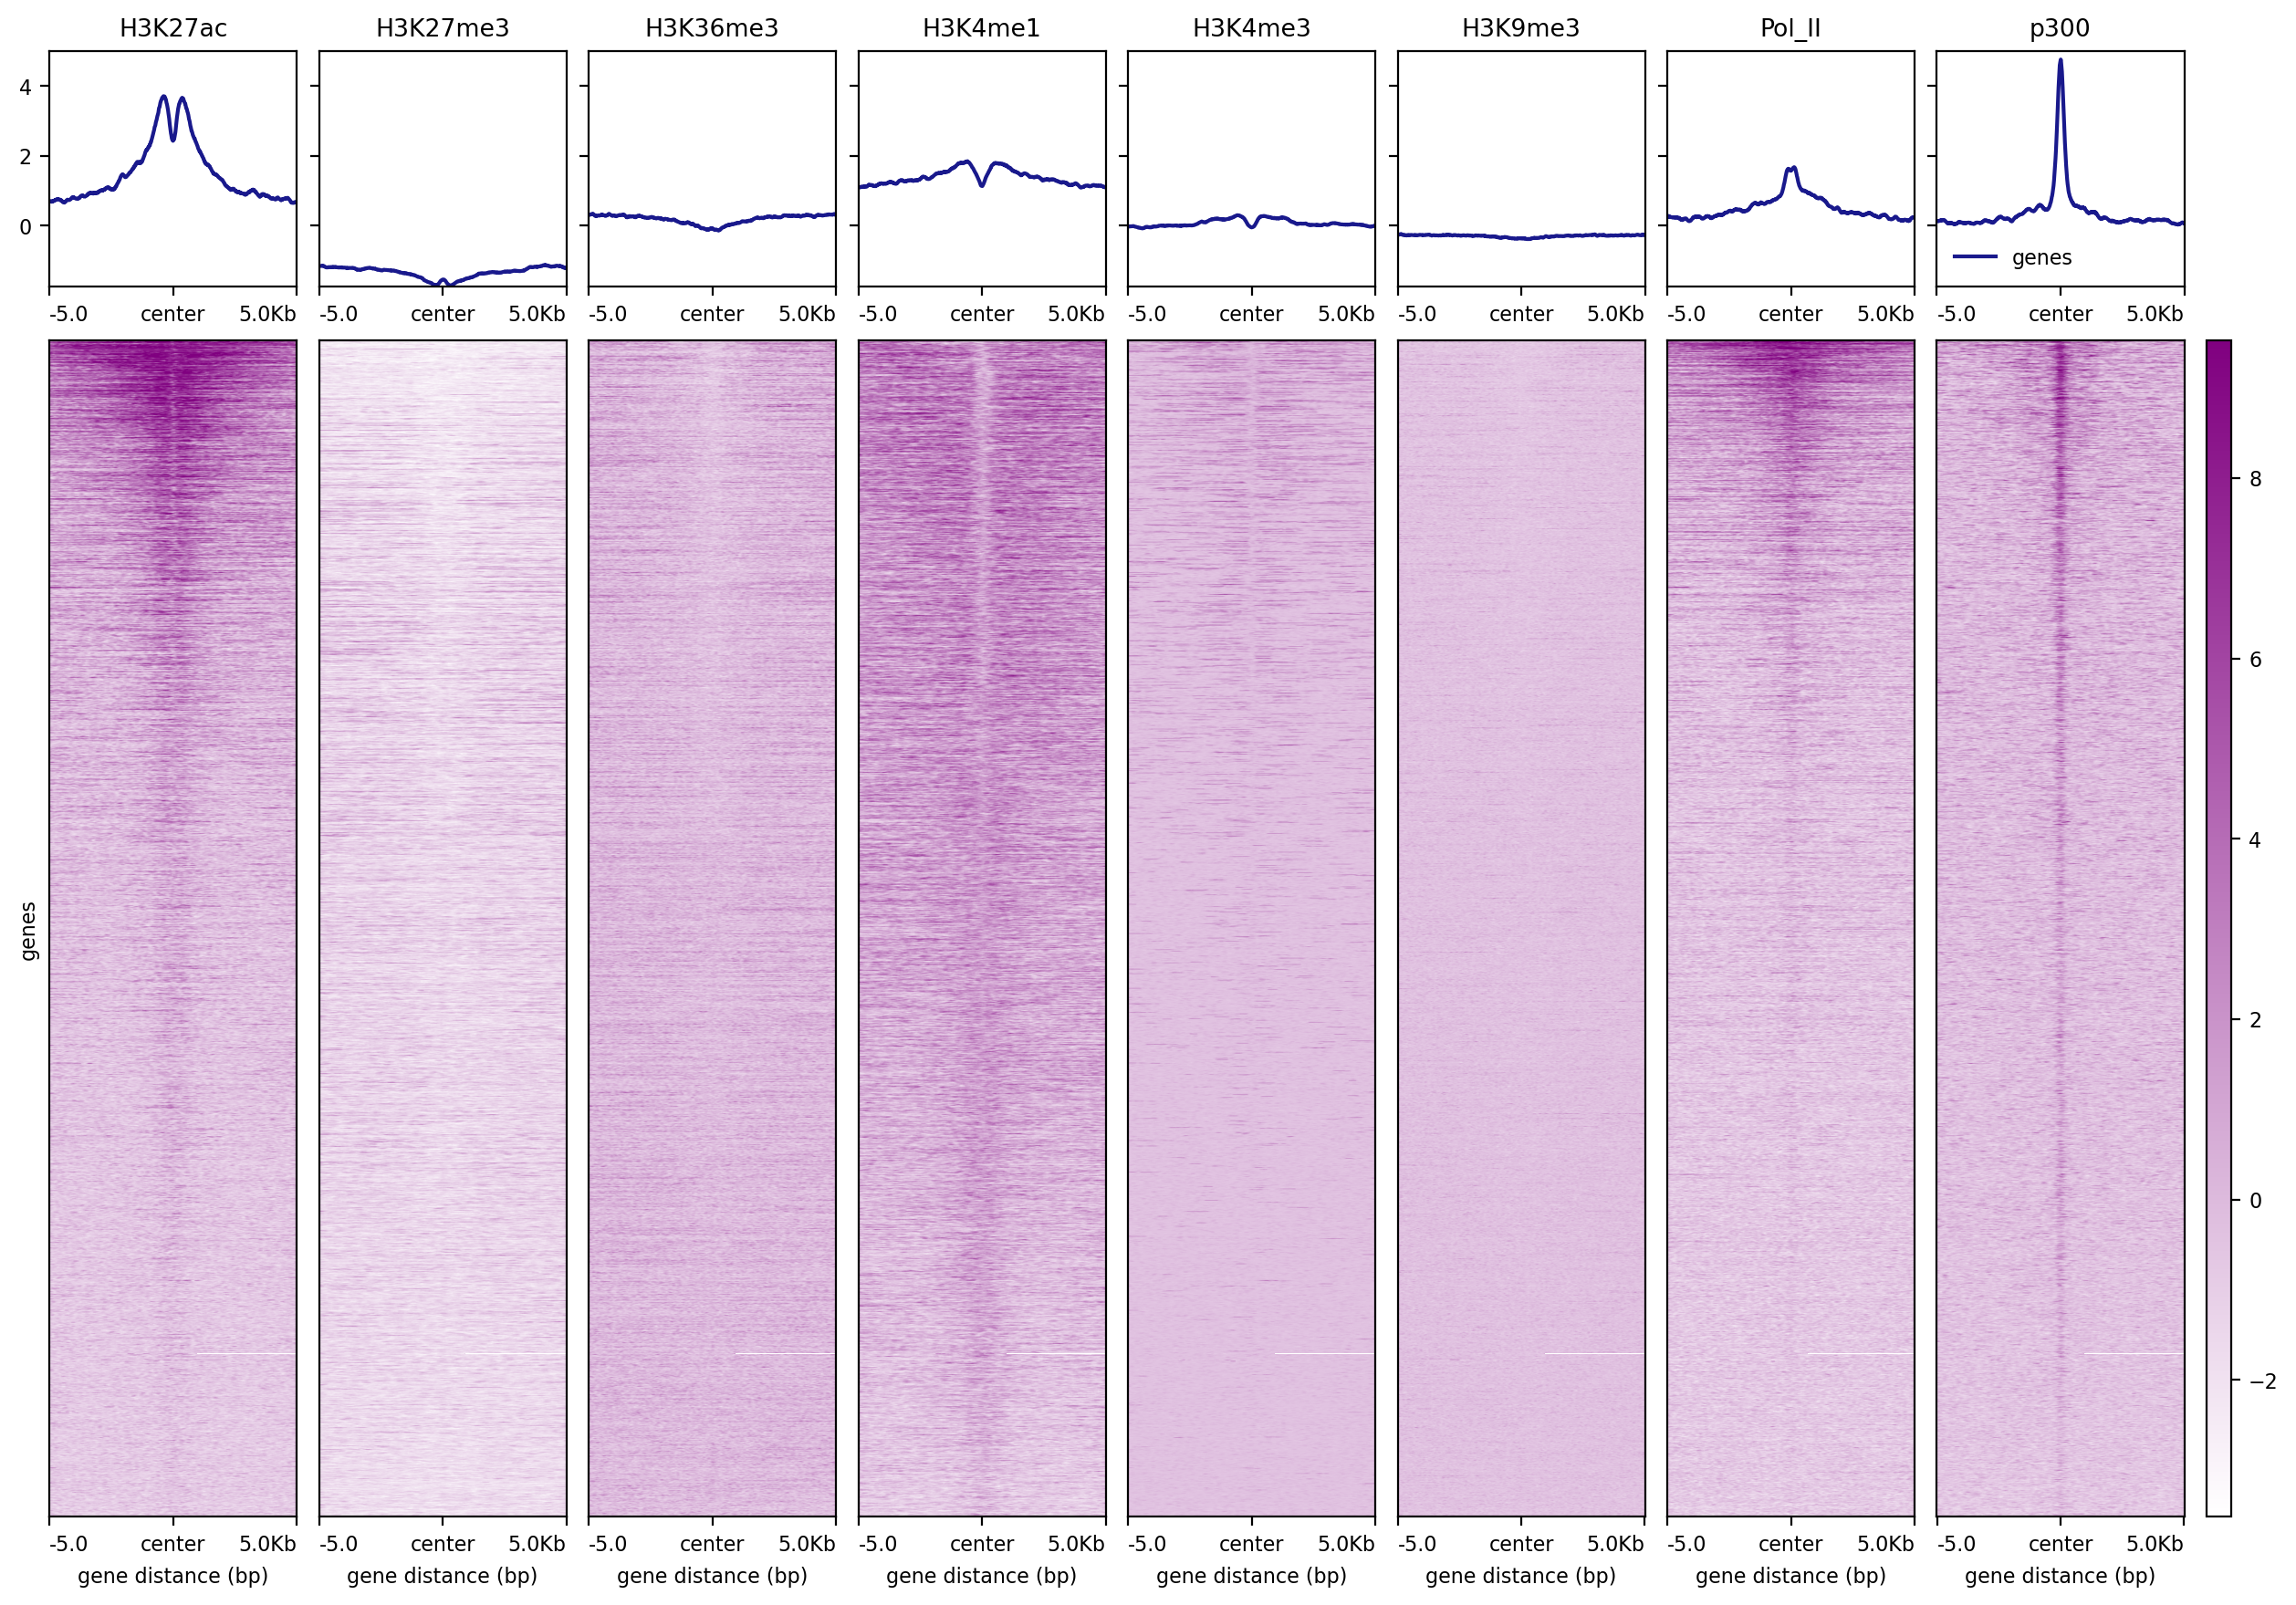 H3K27ac H3K27me3 H3K36me3 H3K4me1 H3K4me3 H3K9me3 Pol_II p300
4
2
0
genes
-5.0 center 5.0Kb -5.0 center 5.0Kb -5.0 center 5.0Kb -5.0 center 5.0Kb -5.0 center 5.0Kb -5.0 center 5.0Kb -5.0 center 5.0Kb -5.0 center 5.0Kb
8
6
4
genes
2
0
−2
-5.0 center 5.0Kb -5.0 center 5.0Kb -5.0 center 5.0Kb -5.0 center 5.0Kb -5.0 center 5.0Kb -5.0 center 5.0Kb -5.0 center 5.0Kb -5.0 center 5.0Kb
gene distance (bp) gene distance (bp) gene distance (bp) gene distance (bp) gene distance (bp) gene distance (bp) gene distance (bp) gene distance (bp)